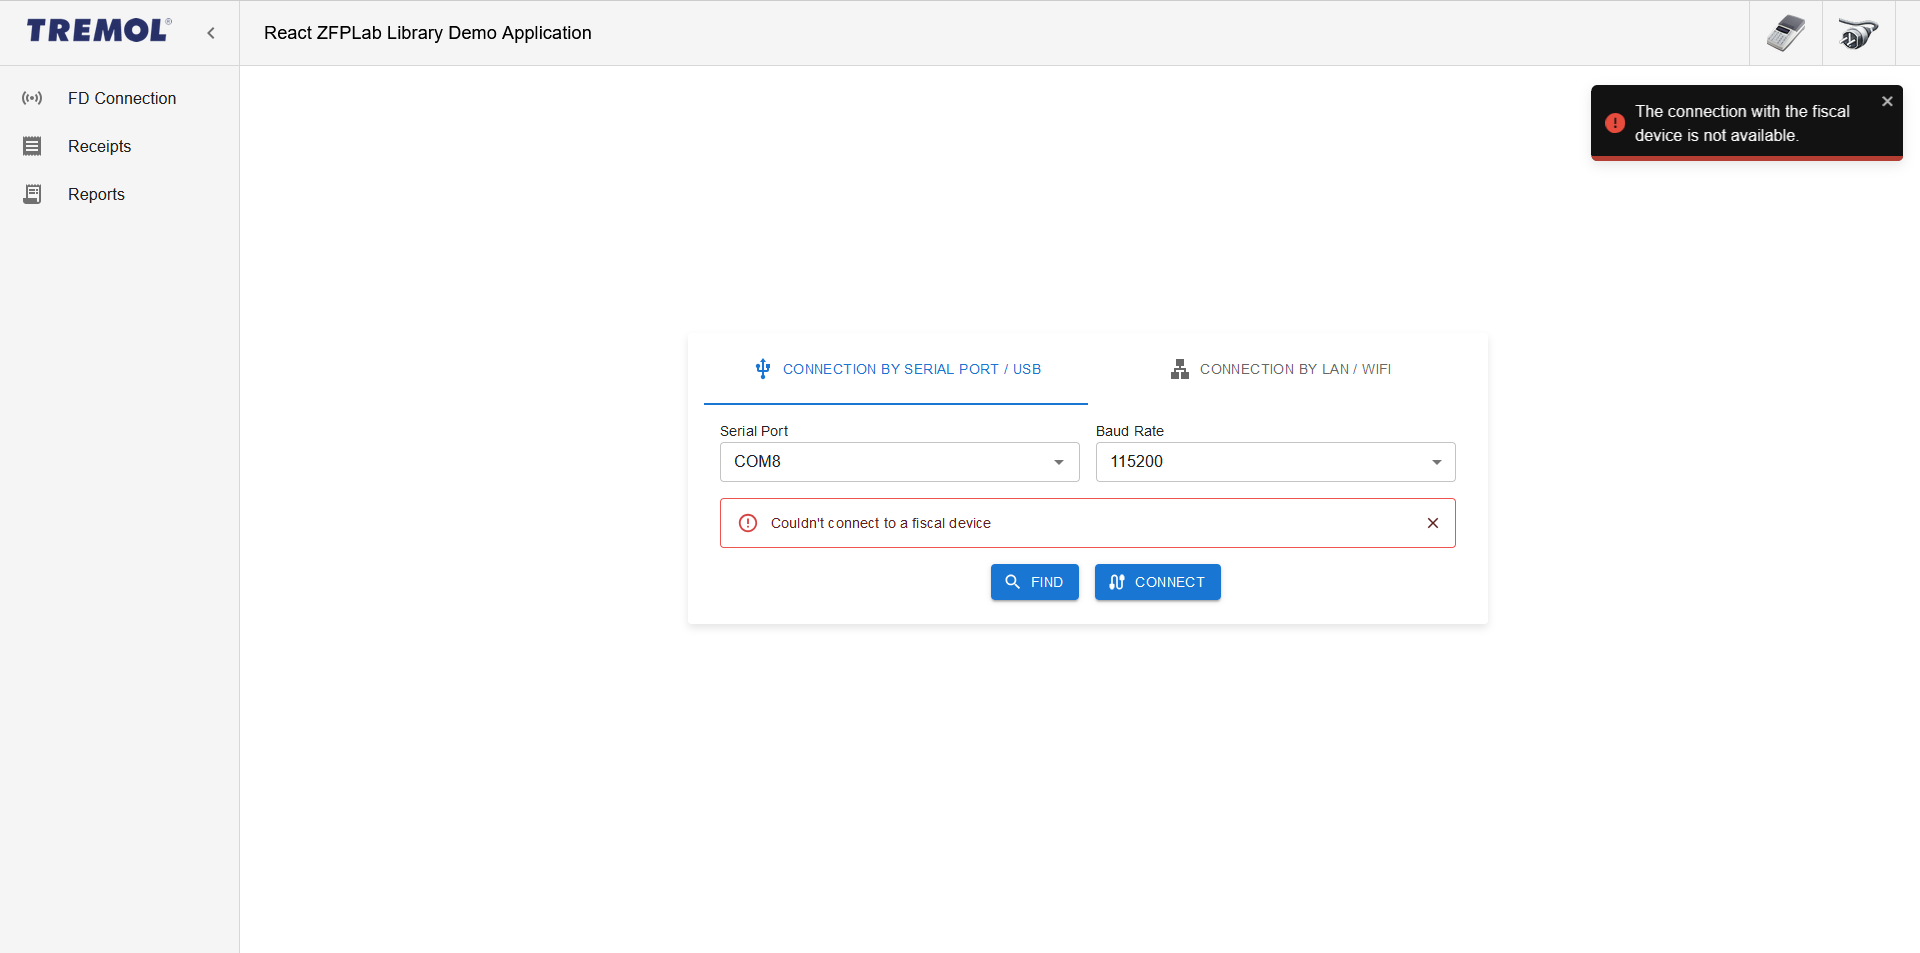 TREMOL®
React ZFPLab Library Demo Application
FD Connection
Receipts
Reports
The connection with the fiscal
device is not available.
CONNECTION BY SERIAL PORT / USB
CONNECTION BY LAN / WIFI
Serial Port
Baud Rate
COM8
115200
Couldn't connect to a fiscal device
FIND
CONNECT